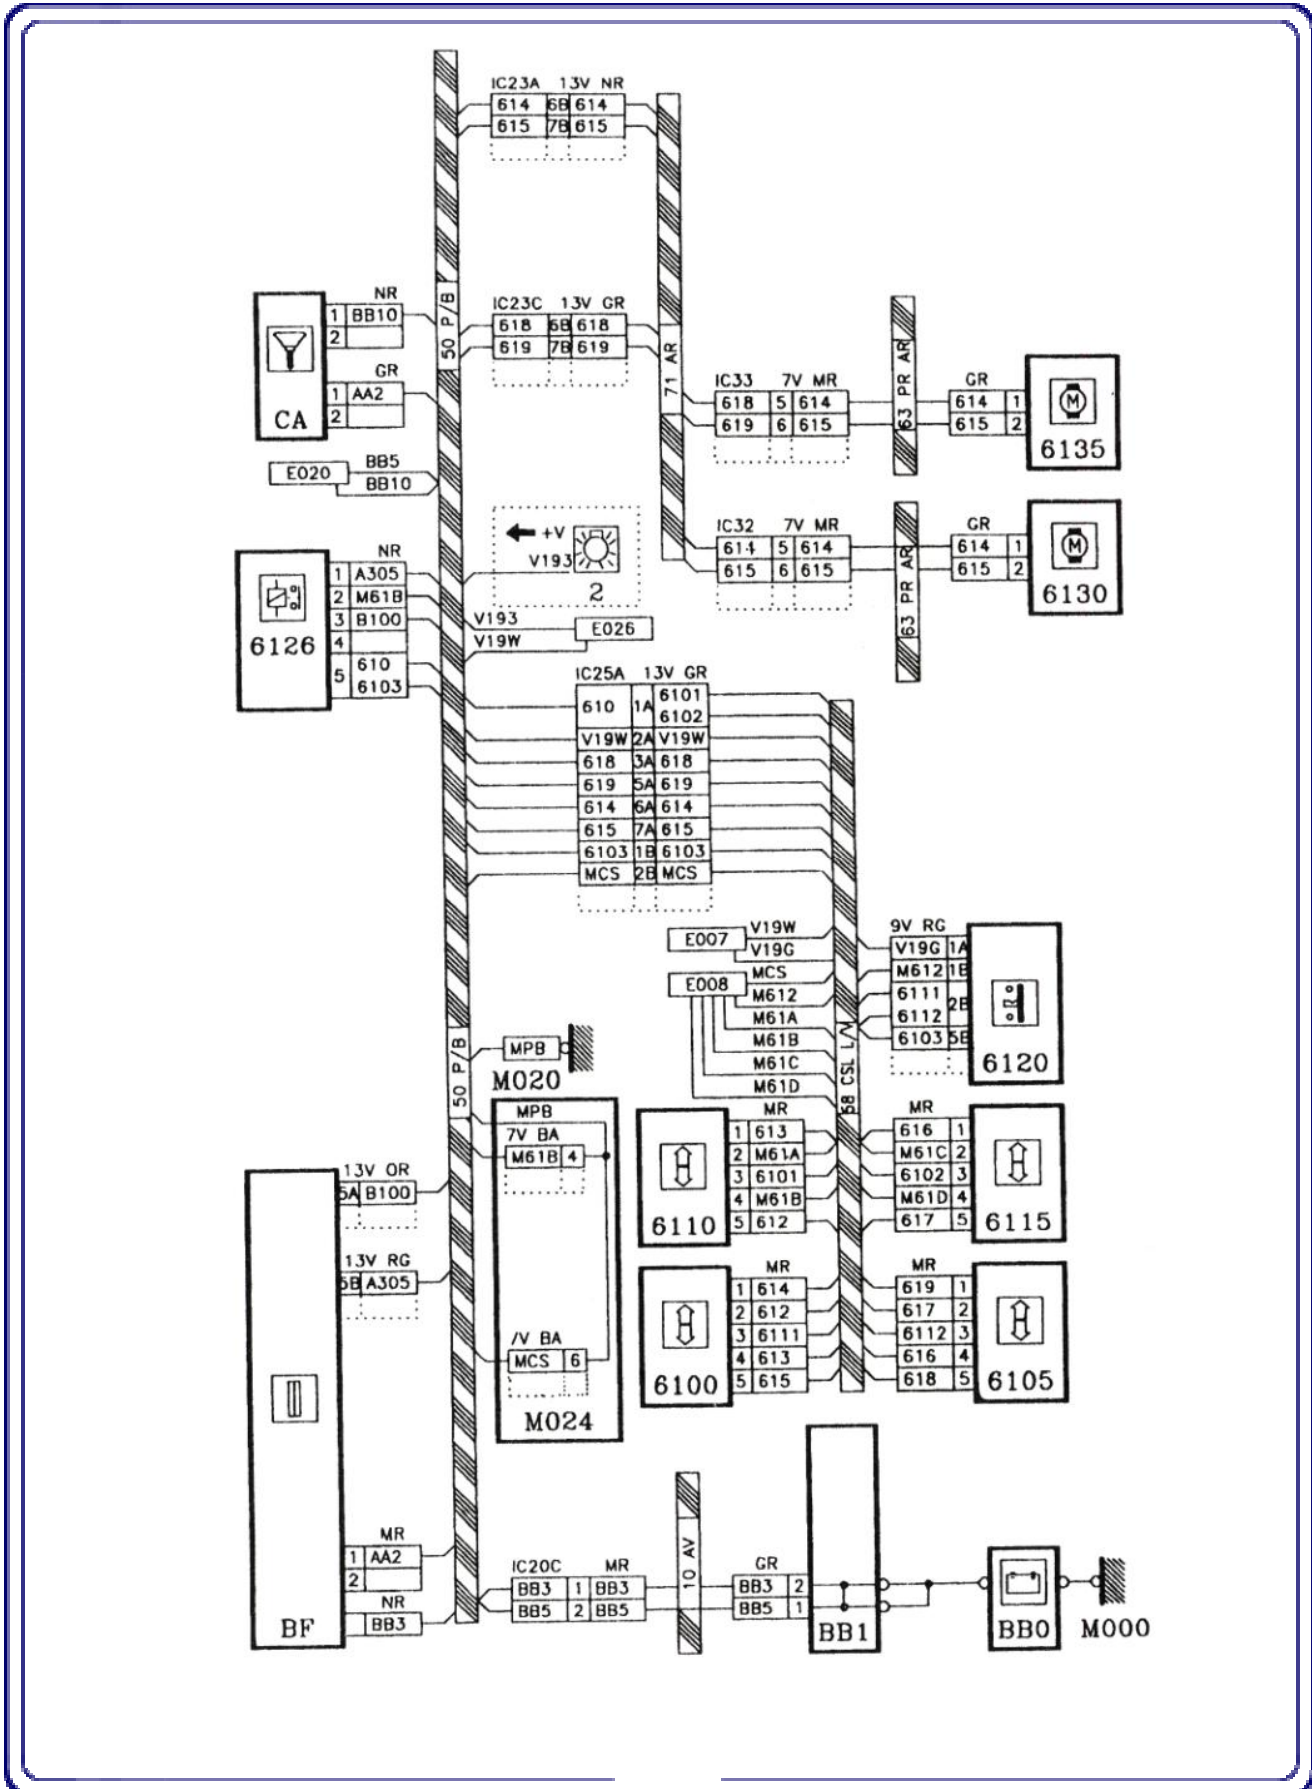 IC23A 13V NR
614 6B 614
615 7B 615
50 P/B
NR
1 BB10
2
GR
1 AA2
2
CA
IC23C 13V GR
618 6B 618
619 7B 619
71 AR
IC33 7V MR
618 5 614
619 6 615
63 PR AR
GR
614 1
615 2
M
6135
E020
BB5
BB10
+V
V193
2
IC32 7V MR
614 5 614
615 6 615
63 PR AR
GR
614 1
615 2
M
6130
NR
1 A305
2 M61B
3 B100
4
5 610
6103
6126
V193
V19W
E026
IC25A 13V GR
610 1A 6101
6102
V19W 2A V19W
618 3A 618
619 5A 619
614 6A 614
615 7A 615
6103 1B 6103
MCS 2B MCS
E007
V19W
V19G
E008
MCS
M612
M61A
M61B
M61C
M61D
68 CSL L/V
9V RG
V19G 1A
M612 1B
6111 2B
6112
6103 5B
6120
50 P/B
MPB
M020
MPB
7V BA
M61B 4
/V BA
MCS 6
M024
MR
1 613
2 M61A
3 6101
4 M61B
5 612
6110
MR
616 1
M61C 2
6102 3
M61D 4
617 5
6115
MR
1 614
2 612
3 6111
4 613
5 615
6100
MR
619 1
617 2
6112 3
616 4
618 5
6105
13V OR
5A B100
13V RG
5B A305
MR
1 AA2
2
NR
BB3
BF
IC20C MR
BB3 1 BB3
BB5 2 BB5
10 AV
GR
BB3 2
BB5 1
BB1
BB0
M000